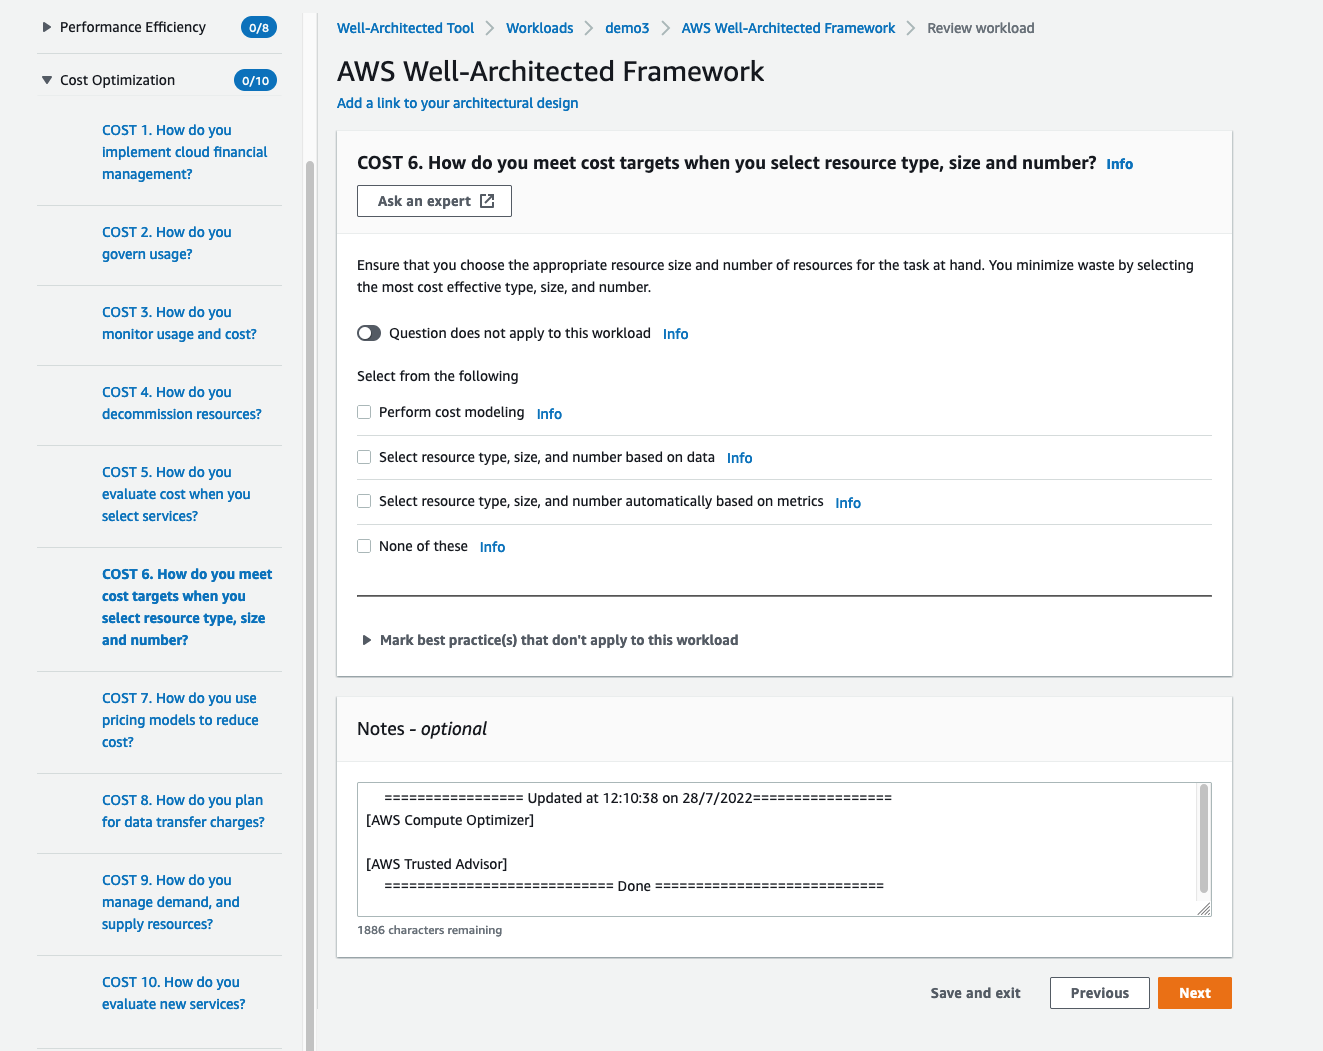 Performance Efficiency 0/8
Cost Optimization 0/10
COST 1. How do you
implement cloud financial
management?
COST 2. How do you
govern usage?
COST 3. How do you
monitor usage and cost?
COST 4. How do you
decommission resources?
COST 5. How do you
evaluate cost when you
select services?
COST 6. How do you meet
cost targets when you
select resource type, size
and number?
COST 7. How do you use
pricing models to reduce
cost?
COST 8. How do you plan
for data transfer charges?
COST 9. How do you
manage demand, and
supply resources?
COST 10. How do you
evaluate new services?
Well-Architected Tool > Workloads > demo3 > AWS Well-Architected Framework > Review workload
AWS Well-Architected Framework
Add a link to your architectural design
COST 6. How do you meet cost targets when you select resource type, size and number? Info
Ask an expert
Ensure that you choose the appropriate resource size and number of resources for the task at hand. You minimize waste by selecting
the most cost effective type, size, and number.
Question does not apply to this workload Info
Select from the following
Perform cost modeling Info
Select resource type, size, and number based on data Info
Select resource type, size, and number automatically based on metrics Info
None of these Info
Mark best practice(s) that don't apply to this workload
Notes - optional
================= Updated at 12:10:38 on 28/7/2022=================
[AWS Compute Optimizer]
[AWS Trusted Advisor]
============================ Done ============================
1886 characters remaining
Save and exit Previous Next